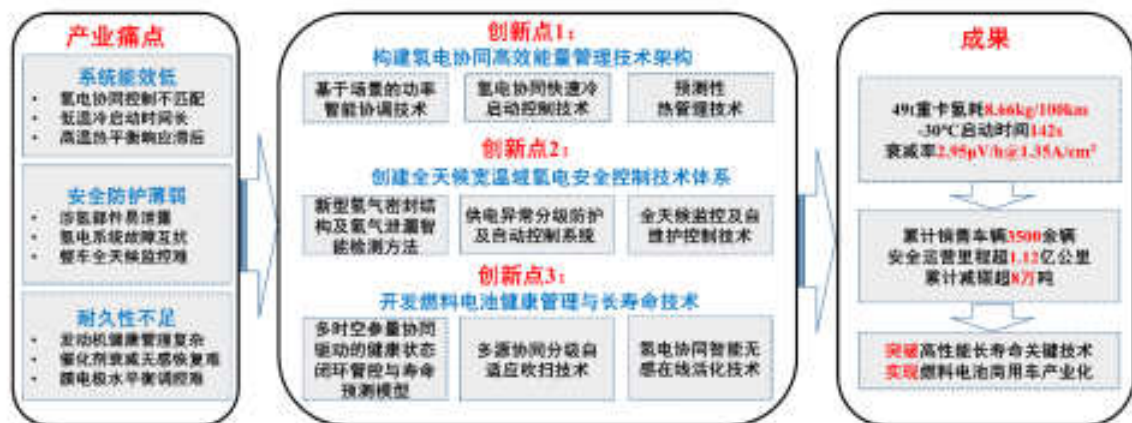 产业痛点
系统能效低
• 氢电协同控制不匹配
• 低温冷启动时间长
• 高温热平衡响应滞后
安全防护薄弱
• 涉氢部件易泄漏
• 氢电系统故障互扰
• 整车全天候监控难
耐久性不足
• 发动机健康管理复杂
• 催化剂衰减无感恢复难
• 膜电极水平衡调控难
创新点1：
构建氢电协同高效能量管理技术架构
基于场景的功率
智能协调技术
氢电协同快速冷
启动控制技术
预测性
热管理技术
创新点2：
创建全天候宽温域氢电安全控制技术体系
新型氢气密封结
构及氢气泄漏智
能检测方法
供电异常分级防护
及自动控制系统
全天候监控及自
维护控制技术
创新点3：
开发燃料电池健康管理与长寿命技术
多时空参量协同
驱动的健康状态
闭环管控与寿命
预测模型
多源协同分级自
适应吹扫技术
氢电协同智能无
感在线活化技术
成果
49t重卡氢耗8.66kg/100km
-30°C启动时间142s
衰减率2.95μV/h@1.35A/cm²
累计销售车辆3500余辆
安全运营里程超1.12亿公里
累计减碳超8万吨
突破高性能长寿命关键技术
实现燃料电池商用车产业化